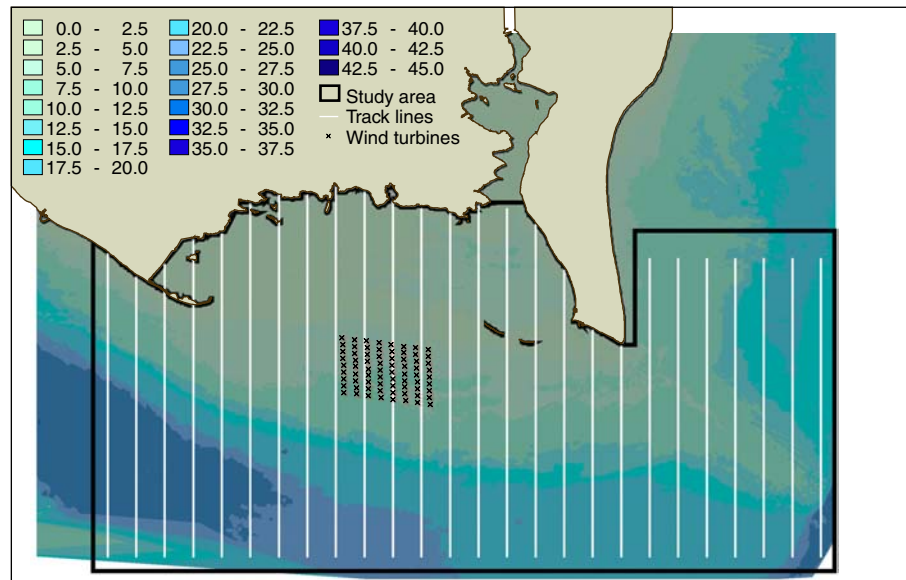 0.0 - 2.5
2.5 - 5.0
5.0 - 7.5
7.5 - 10.0
10.0 - 12.5
12.5 - 15.0
15.0 - 17.5
17.5 - 20.0
20.0 - 22.5
22.5 - 25.0
25.0 - 27.5
27.5 - 30.0
30.0 - 32.5
32.5 - 35.0
35.0 - 37.5
37.5 - 40.0
40.0 - 42.5
42.5 - 45.0
Study area
Track lines
Wind turbines